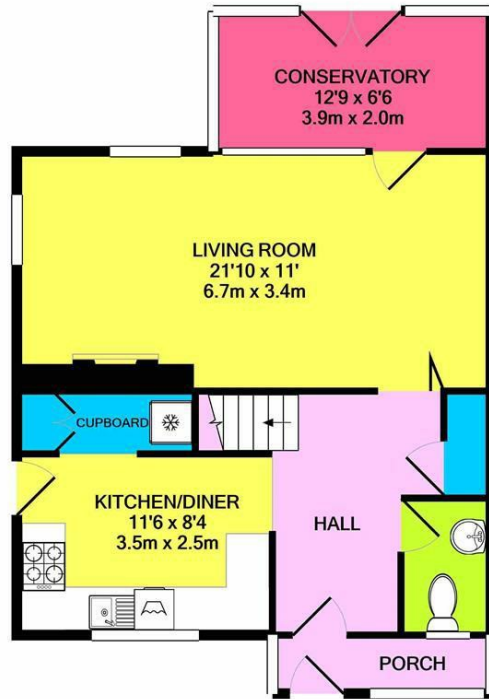 CONSERVATORY
12'9 x 6'6
3.9m x 2.0m
LIVING ROOM
21'10 x 11'
6.7m x 3.4m
CUPBOARD
KITCHEN/DINER
11'6 x 8'4
3.5m x 2.5m
HALL
PORCH